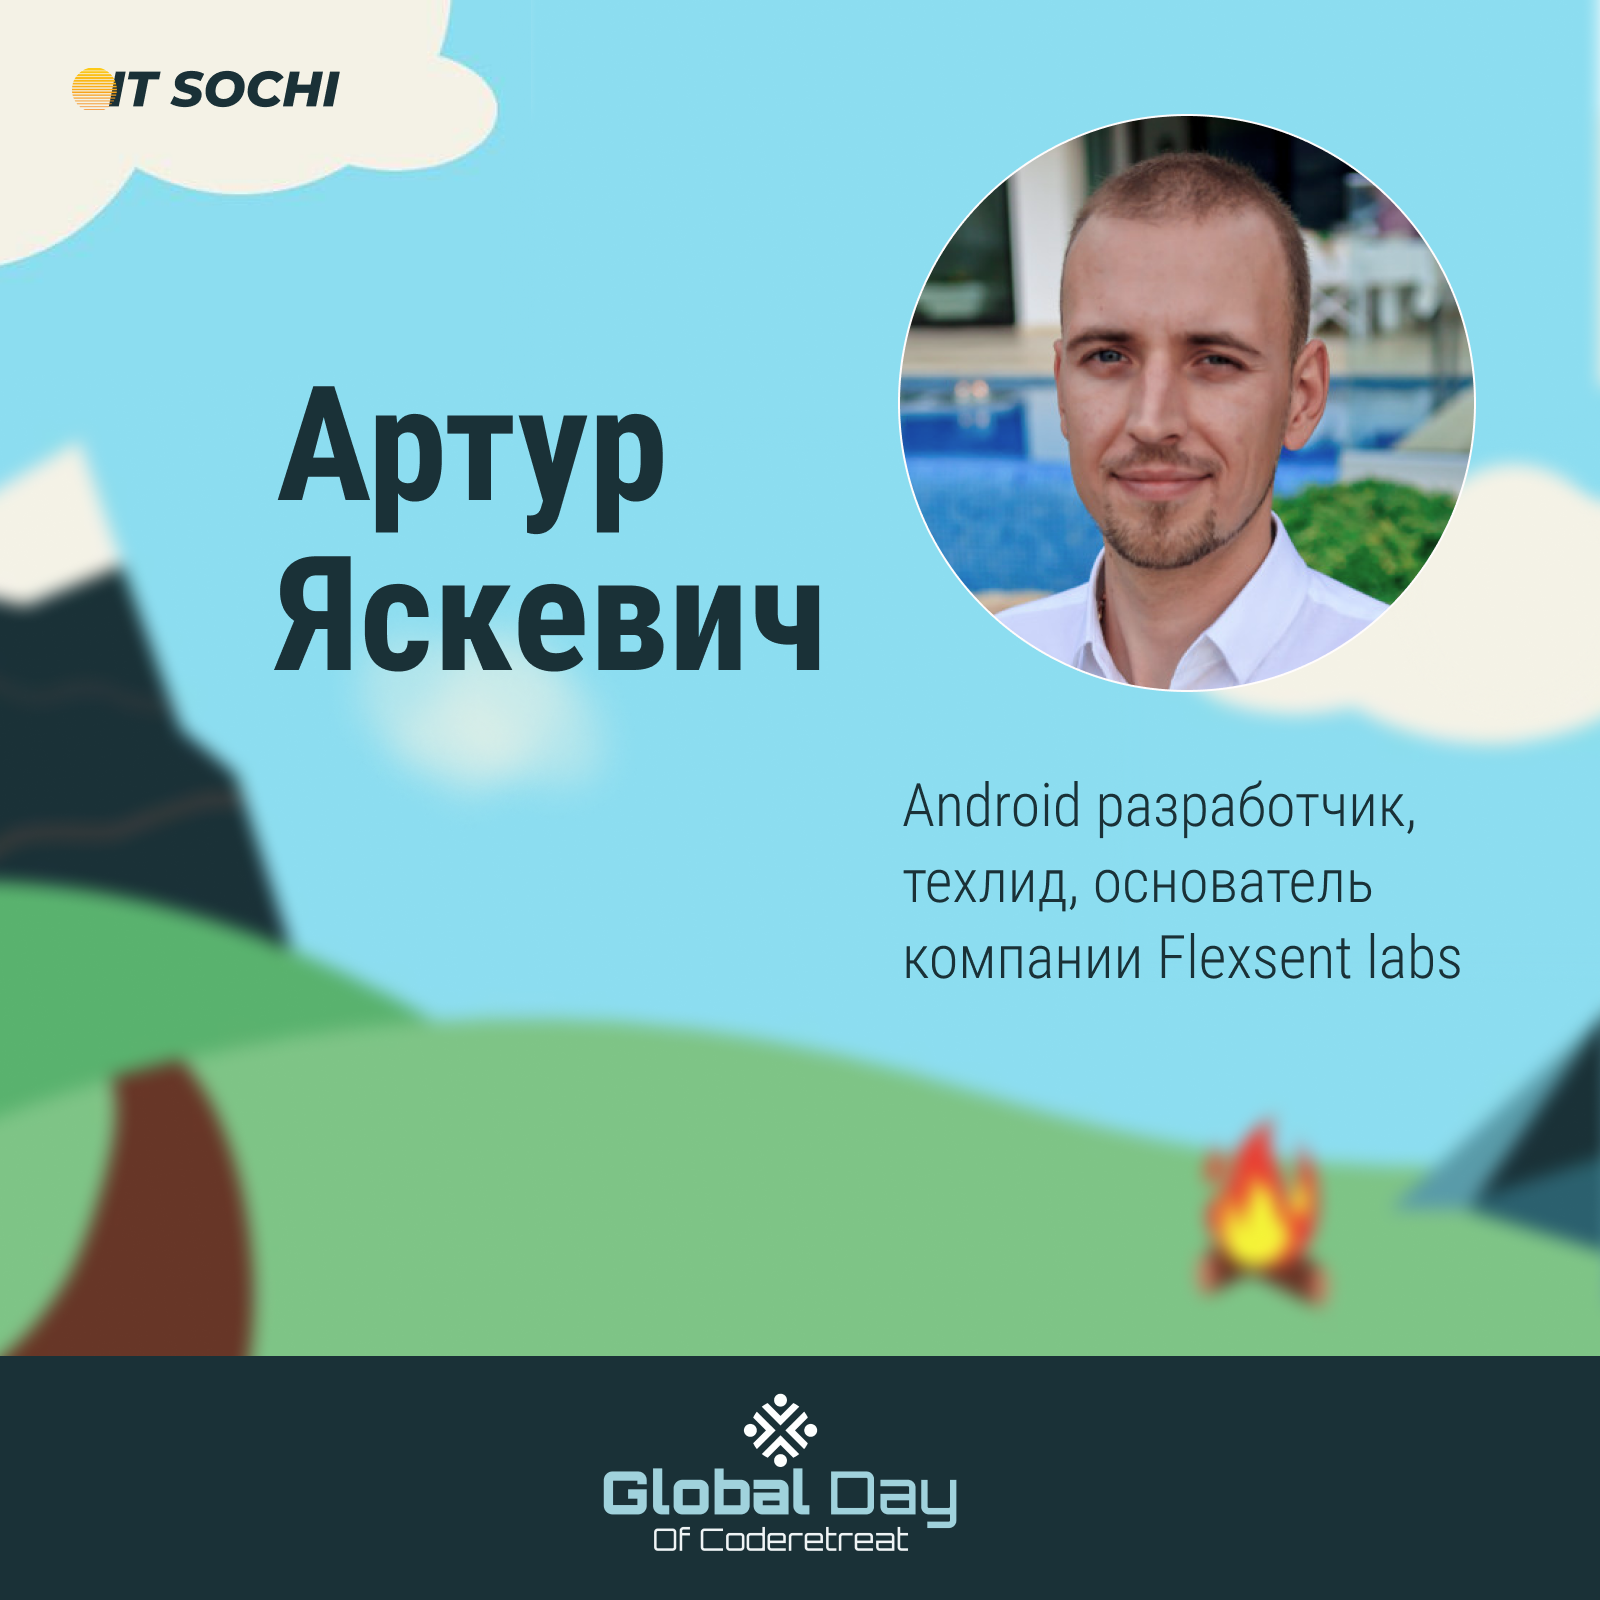 IT SOCHI
Артур
Яскевич
Android разработчик,
техлид, основатель
компании Flexsent labs
Global Day
Of Coderetreat